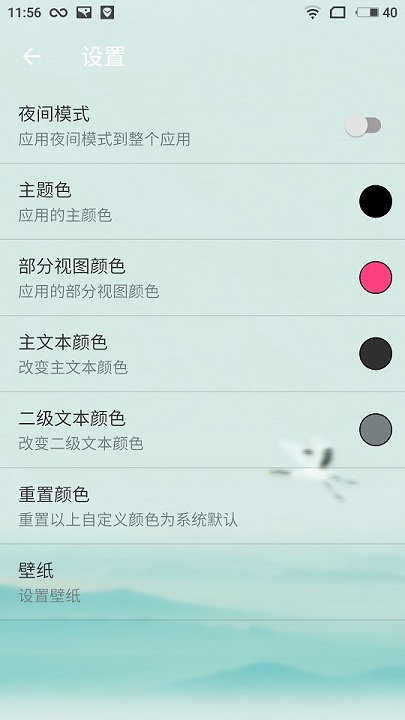 11:56
40
设置
夜间模式
应用夜间模式到整个应用
主题色
应用的主颜色
部分视图颜色
应用的部分视图颜色
主文本颜色
改变主文本颜色
二级文本颜色
改变二级文本颜色
重置颜色
重置以上自定义颜色为系统默认
壁纸
设置壁纸